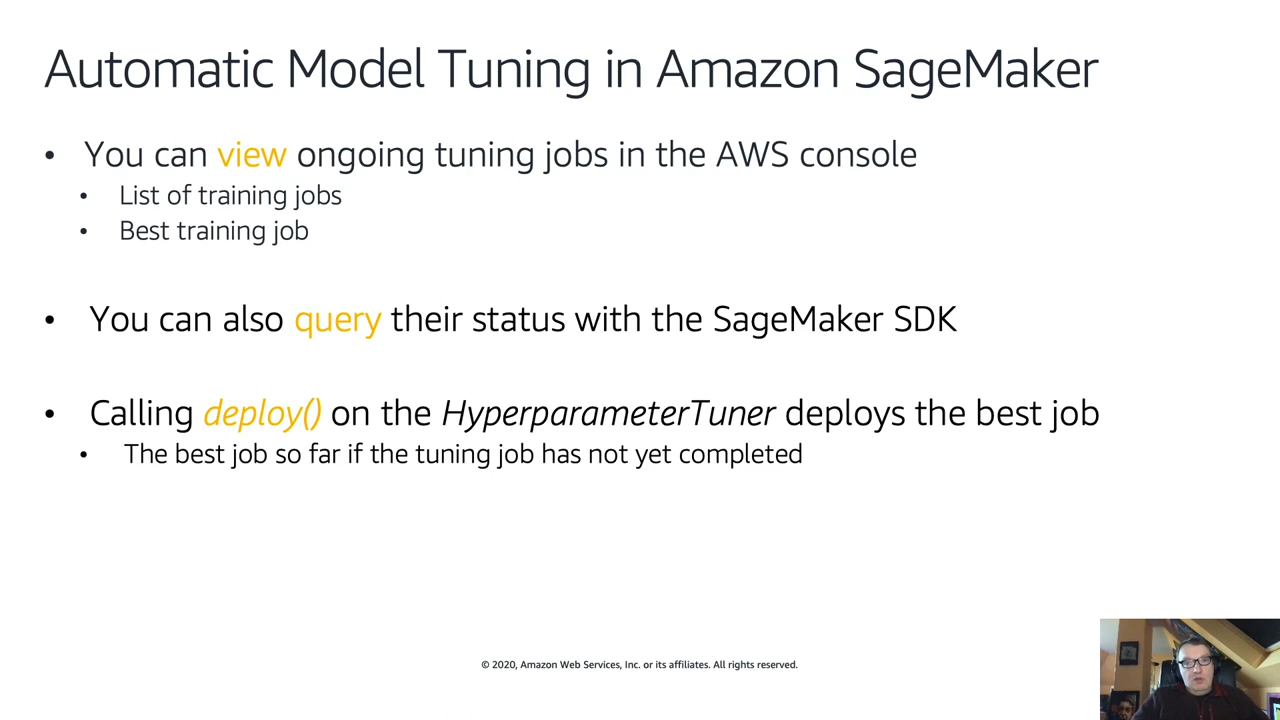 Automatic Model Tuning in Amazon SageMaker
• You can view ongoing tuning jobs in the AWS console
• List of training jobs
• Best training job
• You can also query their status with the SageMaker SDK
• Calling deploy() on the HyperparameterTuner deploys the best job
• The best job so far if the tuning job has not yet completed
© 2020, Amazon Web Services, Inc. or its affiliates. All rights reserved.